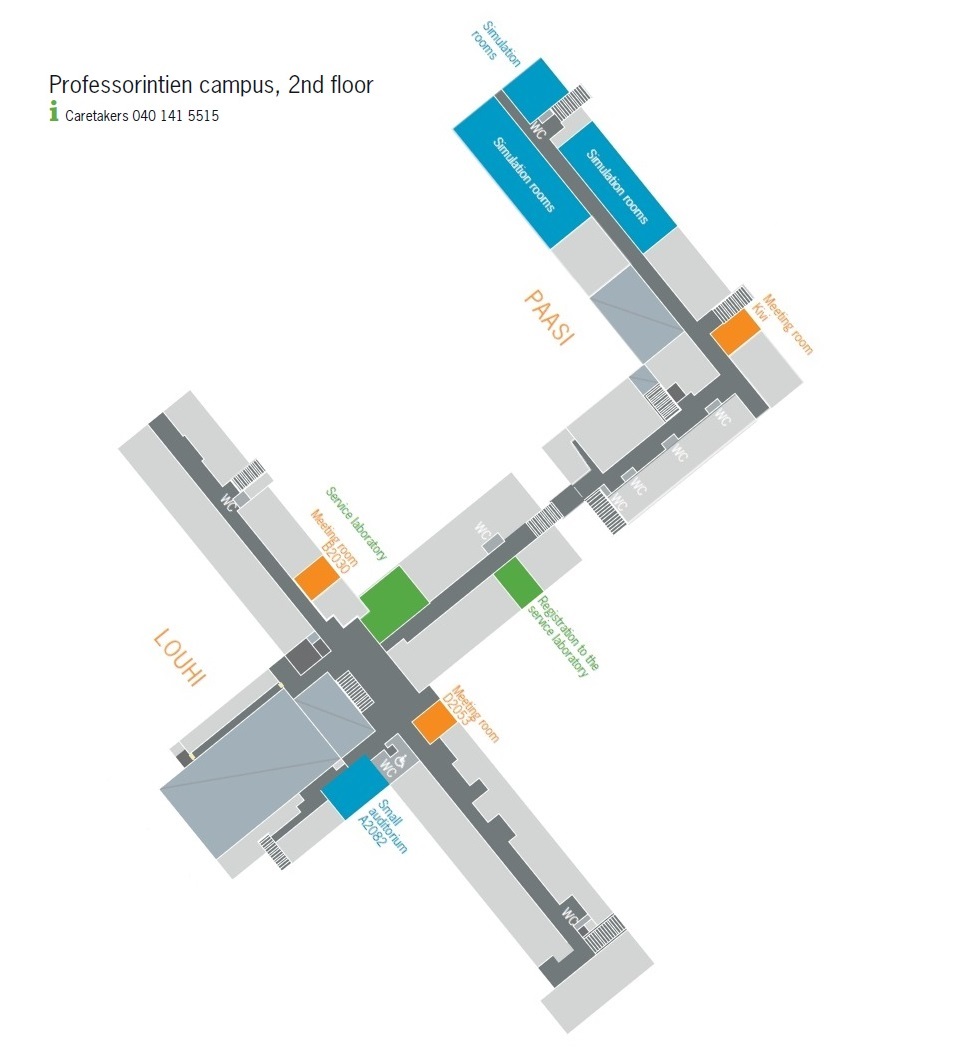 Professorintien campus, 2nd floor
i Caretakers 040 141 5515
Simulation
rooms
WC
Simulation rooms
Simulation rooms
PAASI
Meeting room
Kivi
WC
WC
WC
WC
WC
Service laboratory
Meeting room
B2030
WC
Registration to the
service laboratory
LOUHI
Meeting room
D2053
WC
Small
auditorium
A2082
WC